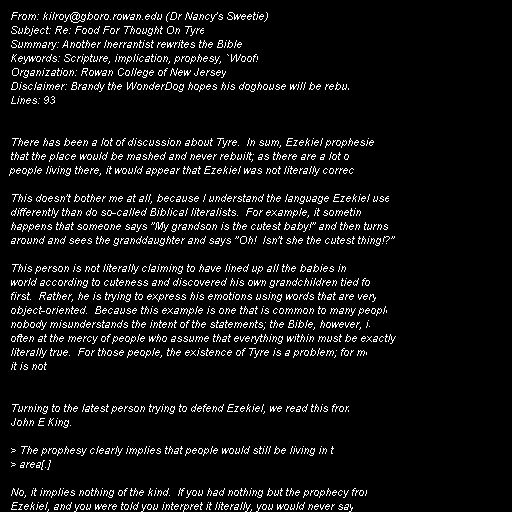 From: kilroy@gboro.rowan.edu (Dr Nancy's Sweetie)
Subject: Re: Food For Thought On Tyre
Summary: Another Inerrantist rewrites the Bible
Keywords: Scripture, implication, prophesy, `Woof!
Organization: Rowan College of New Jersey
Disclaimer: Brandy the WonderDog hopes his doghouse will be rebu
Lines: 93

There has been a lot of discussion about Tyre.  In sum, Ezekiel prophesie
that the place would be mashed and never rebuilt; as there are a lot o
people living there, it would appear that Ezekiel was not literally correc

This doesn't bother me at all, because I understand the language Ezekiel use
differently than do so-called Biblical literalists.  For example, it sometim
happens that someone says "My grandson is the cutest baby!" and then turns
around and sees the granddaughter and says "Oh!  Isn't she the cutest thing!?"

This person is not literally claiming to have lined up all the babies in
world according to cuteness and discovered his own grandchildren tied fo
first.  Rather, he is trying to express his emotions using words that are very
object-oriented.  Because this example is one that is common to many people
nobody misunderstands the intent of the statements; the Bible, however, i
often at the mercy of people who assume that everything within must be exactly
literally true.  For those people, the existence of Tyre is a problem; for m
it is not

Turning to the latest person trying to defend Ezekiel, we read this from
John E King.

> The prophesy clearly implies that people would still be living in t
> area[.]

No, it implies nothing of the kind.  If you had nothing but the prophecy from
Ezekiel, and you were told you interpret it literally, you would never say